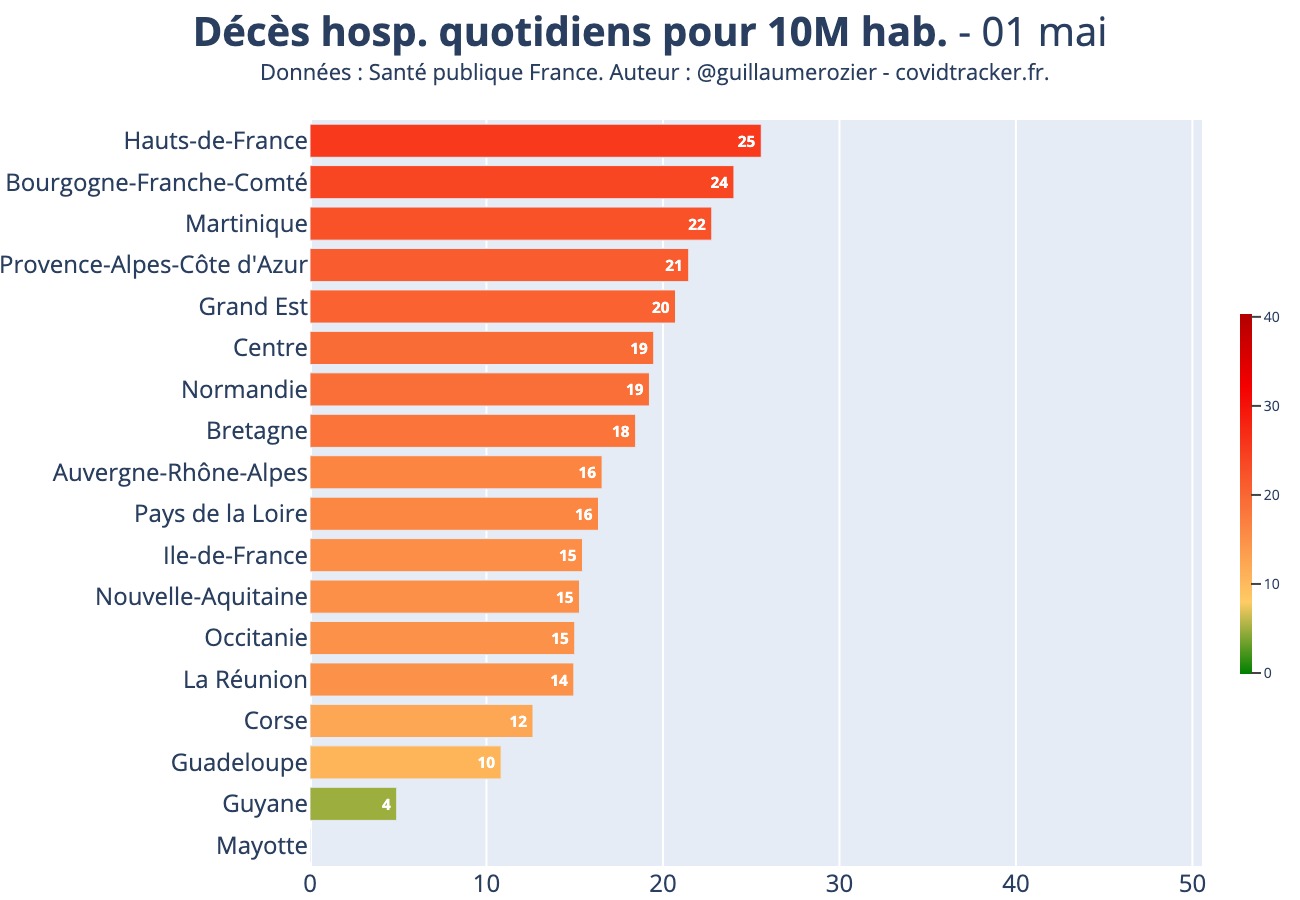 Décès hosp. quotidiens pour 10M hab. - 01 mai
Données : Santé publique France. Auteur : @guillaumerozier - covidtracker.fr.
Hauts-de-France 25
Bourgogne-Franche-Comté 24
Martinique 22
Provence-Alpes-Côte d'Azur 21
Grand Est 20
Centre 19
Normandie 19
Bretagne 18
Auvergne-Rhône-Alpes 16
Pays de la Loire 16
Ile-de-France 15
Nouvelle-Aquitaine 15
Occitanie 15
La Réunion 14
Corse 12
Guadeloupe 10
Guyane 4
Mayotte
0 10 20 30 40 50
40
30
20
10
0